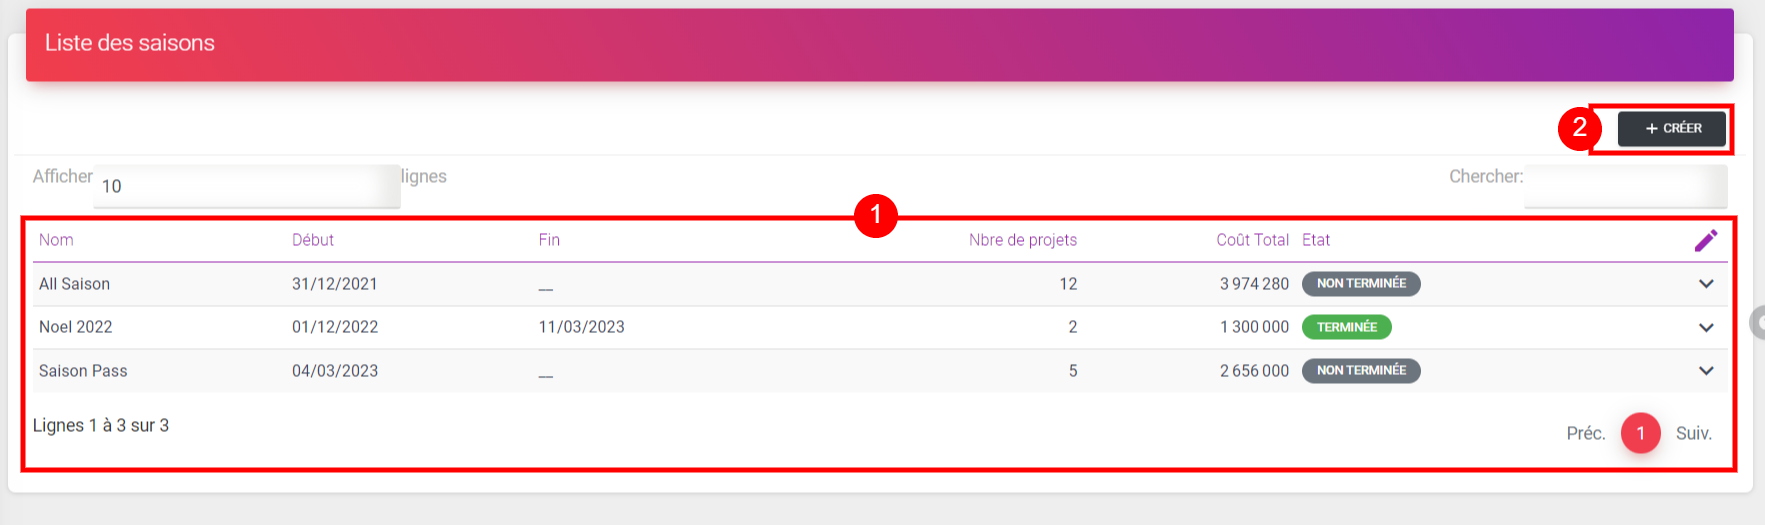 Liste des saisons
2
+ CRÉER
Afficher 10 lignes Chercher:
1
Nom Début Fin Nbre de projets Coût Total Etat
All Saison 31/12/2021 __ 12 3 974 280 NON TERMINÉE
Noel 2022 01/12/2022 11/03/2023 2 1 300 000 TERMINÉE
Saison Pass 04/03/2023 __ 5 2 656 000 NON TERMINÉE
Lignes 1 à 3 sur 3
Préc. 1 Suiv.